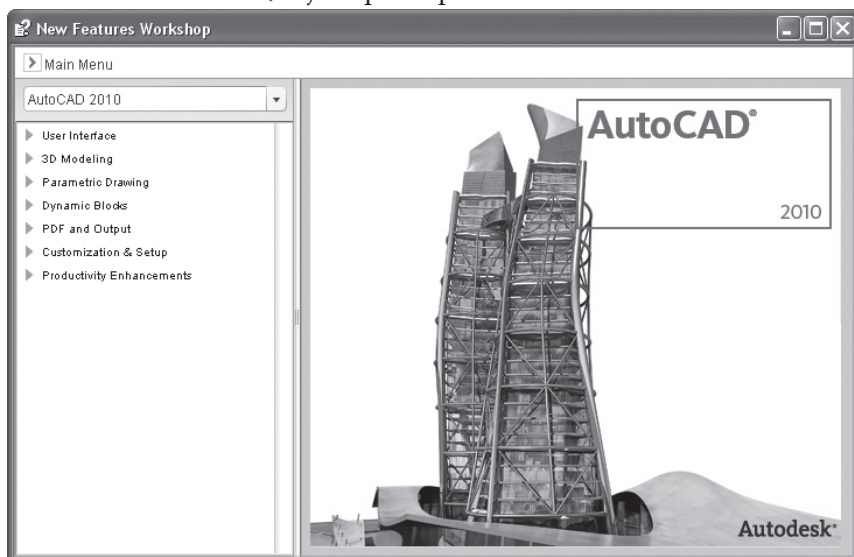 New Features Workshop
Main Menu
AutoCAD 2010
User Interface
3D Modeling
Parametric Drawing
Dynamic Blocks
PDF and Output
Customization & Setup
Productivity Enhancements
AutoCAD®
2010
Autodesk®